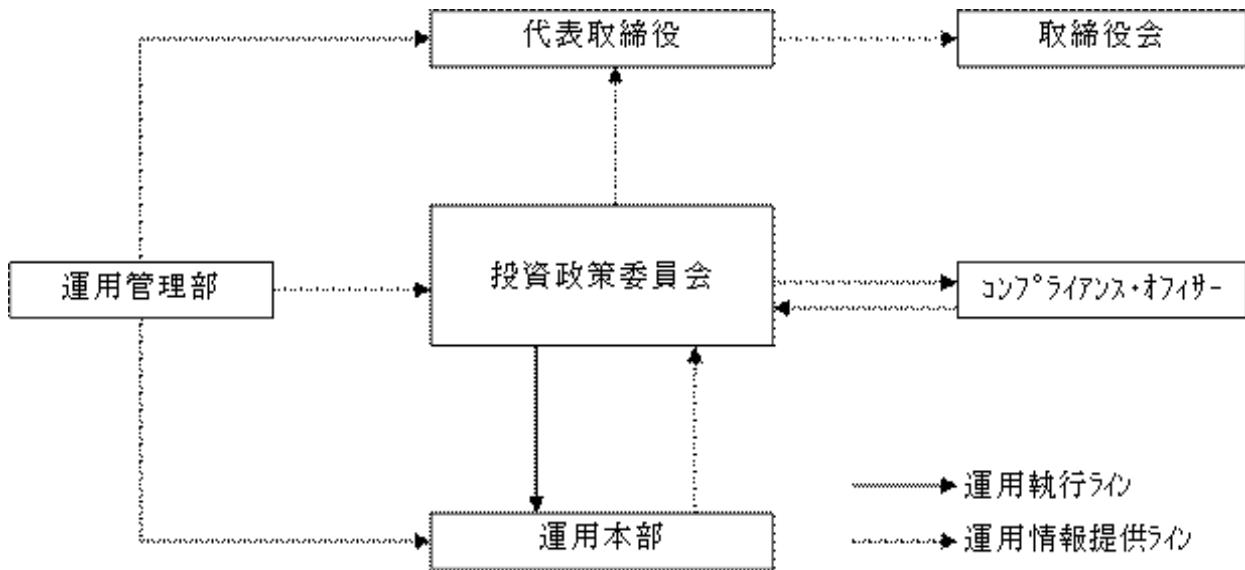 代表取締役
取締役会
運用管理部
投資政策委員会
コンプライアンス・オフィサー
運用本部
運用執行ライン
運用情報提供ライン